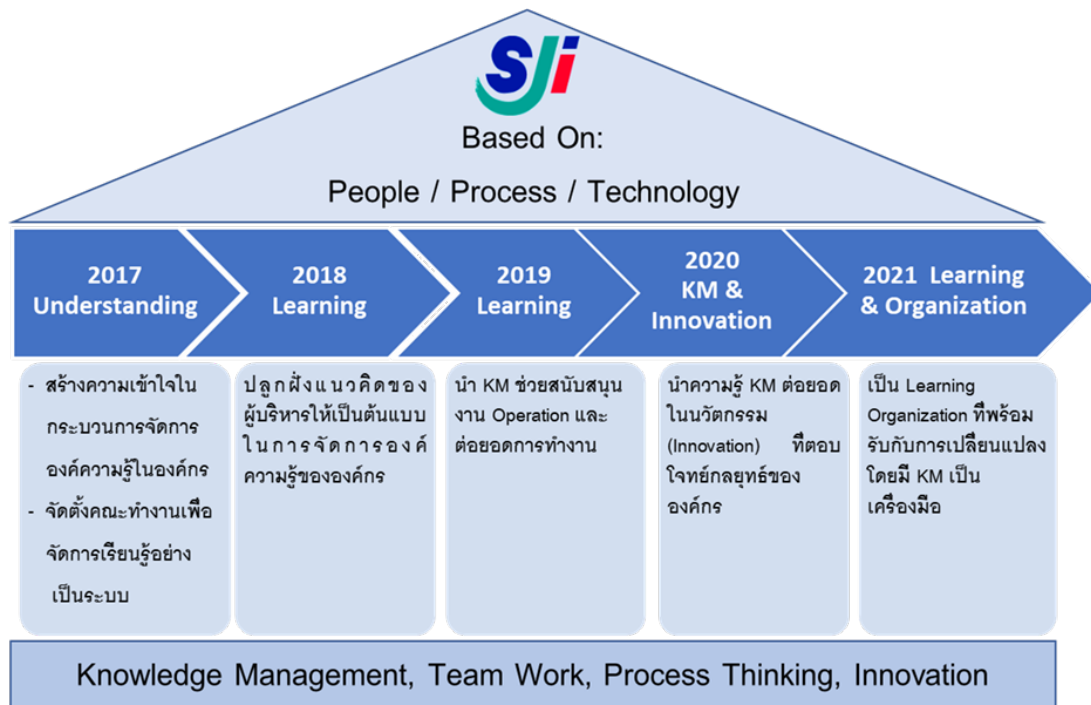 SJi
Based On:
People / Process / Technology
2017
Understanding
2018
Learning
2019
Learning
2020
KM &
Innovation
2021 Learning
& Organization
- สร้างความเข้าใจใน
กระบวนการจัดการ
องค์ความรู้ในองค์กร
- จัดตั้งคณะทำงานเพื่อ
จัดการเรียนรู้อย่าง
เป็นระบบ
ปลูกฝังแนวคิดของ
ผู้บริหารให้เป็นต้นแบบ
ในการจัดการองค์
ความรู้ขององค์กร
นำ KM ช่วยสนับสนุน
งาน Operation และ
ต่อยอดการทำงาน
นำความรู้ KM ต่อยอด
ในนวัตกรรม
(Innovation) ที่ตอบ
โจทย์กลยุทธ์ของ
องค์กร
เป็น Learning
Organization ที่พร้อม
รับกับการเปลี่ยนแปลง
โดยมี KM เป็น
เครื่องมือ
Knowledge Management, Team Work, Process Thinking, Innovation